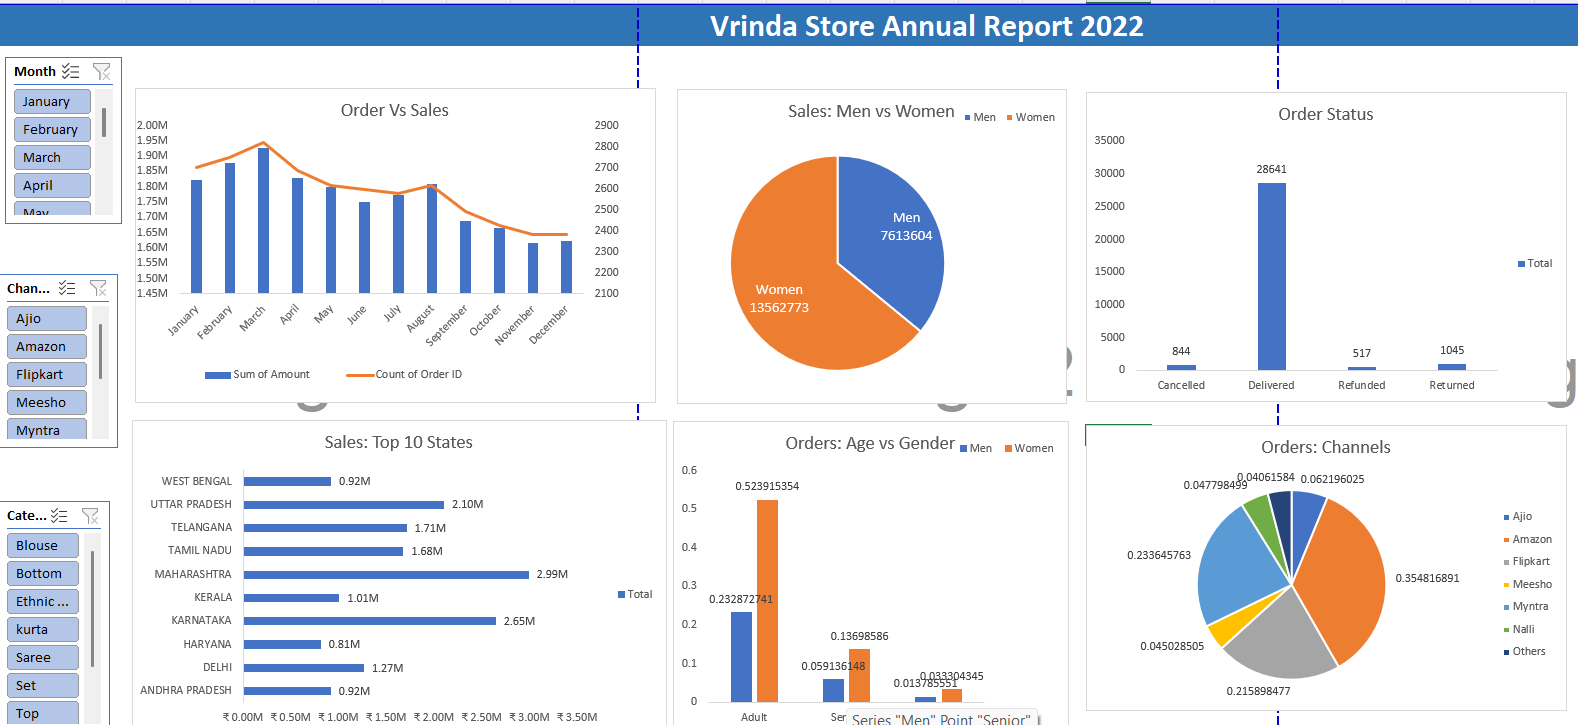 Vrinda Store Annual Report 2022
Month
January
February
March
April
May
Chan...
Ajio
Amazon
Flipkart
Meesho
Myntra
Cate...
Blouse
Bottom
Ethnic ...
kurta
Saree
Set
Top
Order Vs Sales
2.00M
1.95M
1.90M
1.85M
1.80M
1.75M
1.70M
1.65M
1.60M
1.55M
1.50M
1.45M
2900
2800
2700
2600
2500
2400
2300
2200
2100
January
February
March
April
May
June
July
August
September
October
November
December
Sum of Amount
Count of Order ID
Sales: Men vs Women
Men
Women
Men
7613604
Women
13562773
Order Status
35000
30000
25000
20000
15000
10000
5000
0
844
28641
517
1045
Cancelled
Delivered
Refunded
Returned
Total
Sales: Top 10 States
WEST BENGAL 0.92M
UTTAR PRADESH 2.10M
TELANGANA 1.71M
TAMIL NADU 1.68M
MAHARASHTRA 2.99M
KERALA 1.01M
KARNATAKA 2.65M
HARYANA 0.81M
DELHI 1.27M
ANDHRA PRADESH 0.92M
Total
₹ 0.00M ₹ 0.50M ₹ 1.00M ₹ 1.50M ₹ 2.00M ₹ 2.50M ₹ 3.00M ₹ 3.50M
Orders: Age vs Gender
Men
Women
0.6
0.5
0.4
0.3
0.2
0.1
0
0.523915354
0.232872741
0.13698586
0.059136148
0.033304345
0.013785551
Adult
Series "Men" Point "Senior"
Orders: Channels
0.04061584
0.062196025
0.047798499
0.233645763
0.354816891
0.045028505
0.215898477
Ajio
Amazon
Flipkart
Meesho
Myntra
Nalli
Others